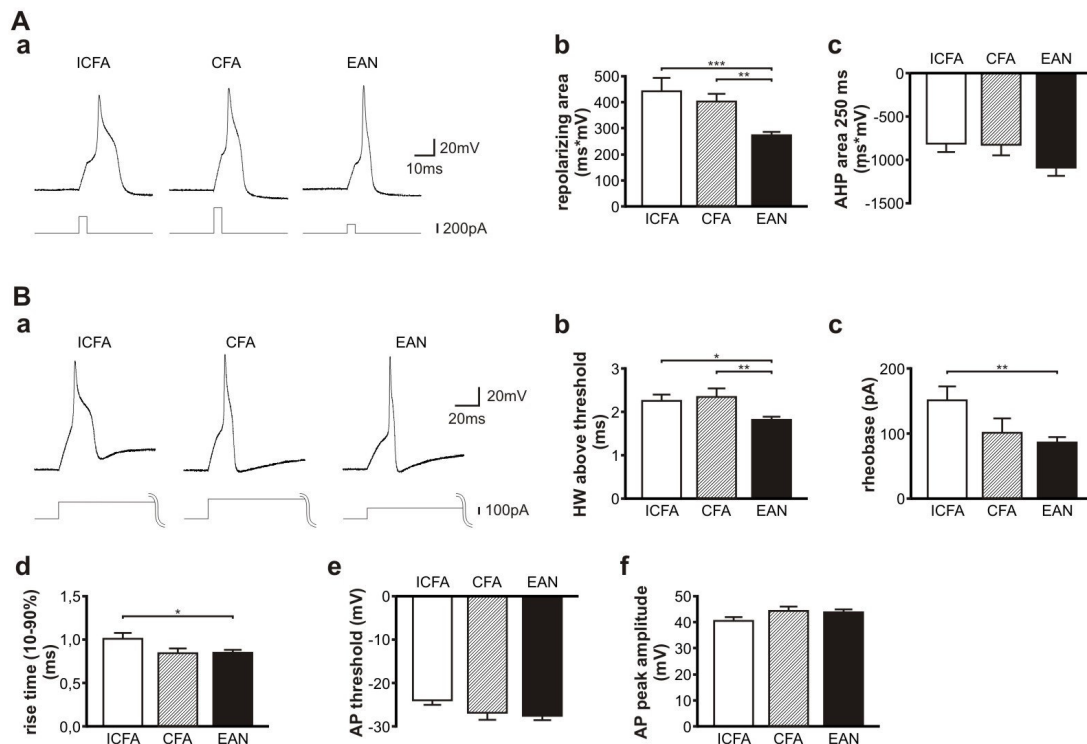 A
a
ICFA
CFA
EAN
20mV
10ms
200pA
b
repolarizing area
(ms*mV)
500
400
300
200
100
0
***
**
ICFA
CFA
EAN
c
ICFA
CFA
EAN
AHP area 250 ms
(ms*mV)
0
-500
-1000
-1500
B
a
ICFA
CFA
EAN
20mV
20ms
100pA
b
HW above threshold
(ms)
3
2
1
0
*
**
ICFA
CFA
EAN
c
rheobase (pA)
200
100
0
**
ICFA
CFA
EAN
d
rise time (10-90%)
(ms)
1,5
1,0
0,5
0,0
*
ICFA
CFA
EAN
e
ICFA
CFA
EAN
AP threshold (mV)
0
-10
-20
-30
f
AP peak amplitude
(mV)
50
40
30
20
10
0
ICFA
CFA
EAN